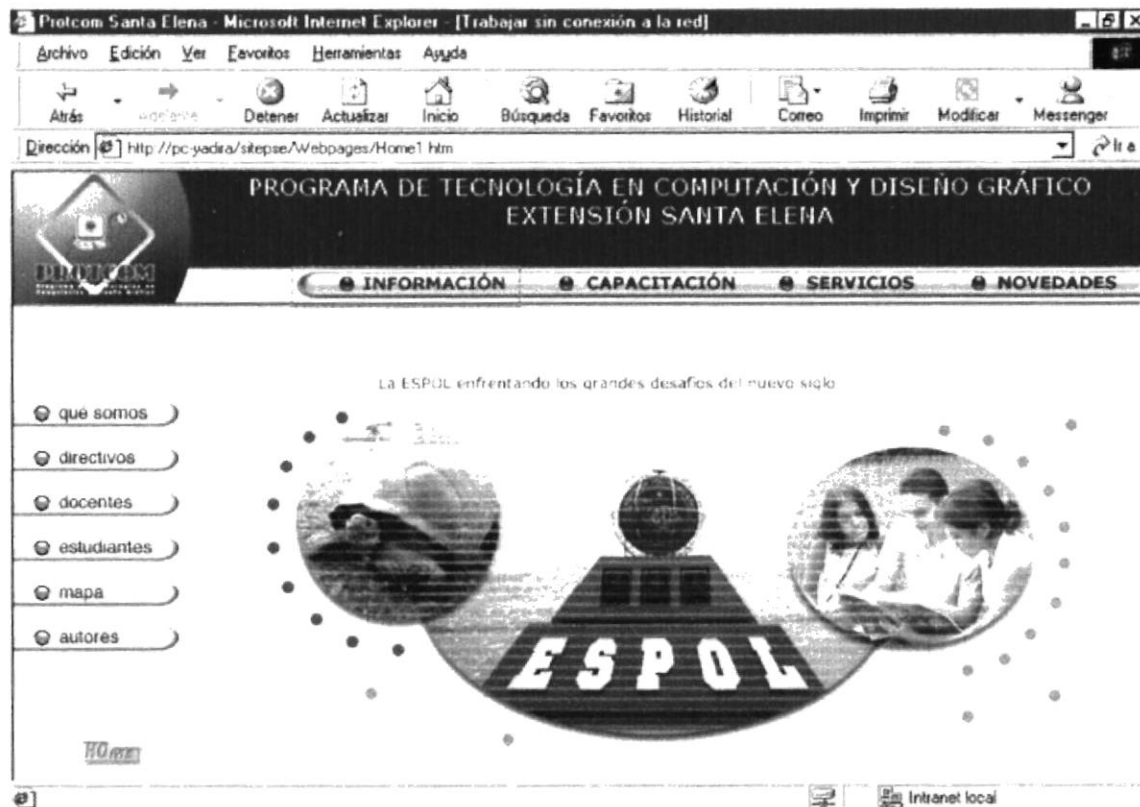 Protcom Santa Elena - Microsoft Internet Explorer - [Trabajar sin conexión a la red]
Archivo Edición Ver Favoritos Herramientas Ayuda
Atrás Adelante Detener Actualizar Inicio Búsqueda Favoritos Historial Correo Imprimir Modificar Messenger
Dirección http://pc-yadira/sitepse/Webpages/Home1.htm Ir a
PROGRAMA DE TECNOLOGÍA EN COMPUTACIÓN Y DISEÑO GRÁFICO
EXTENSIÓN SANTA ELENA
PROTCOM
INFORMACIÓN CAPACITACIÓN SERVICIOS NOVEDADES
La ESPOL enfrentando los grandes desafíos del nuevo siglo
qué somos
directivos
docentes
estudiantes
mapa
autores
ESPOL
Intranet local